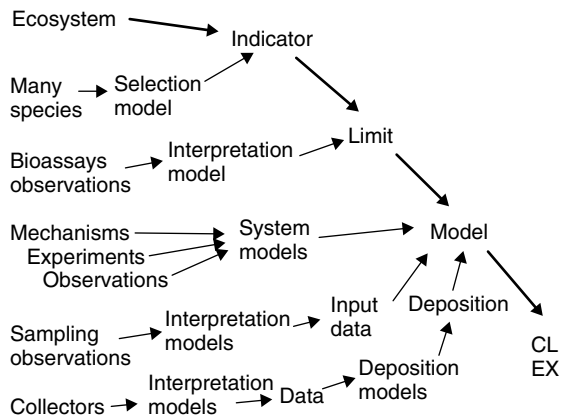 Ecosystem
Indicator
Many
species
Selection
model
Limit
Bioassays
observations
Interpretation
model
Mechanisms
Experiments
Observations
System
models
Model
Sampling
observations
Interpretation
models
Input
data
Deposition
CL
EX
Collectors
Interpretation
models
Data
Deposition
models